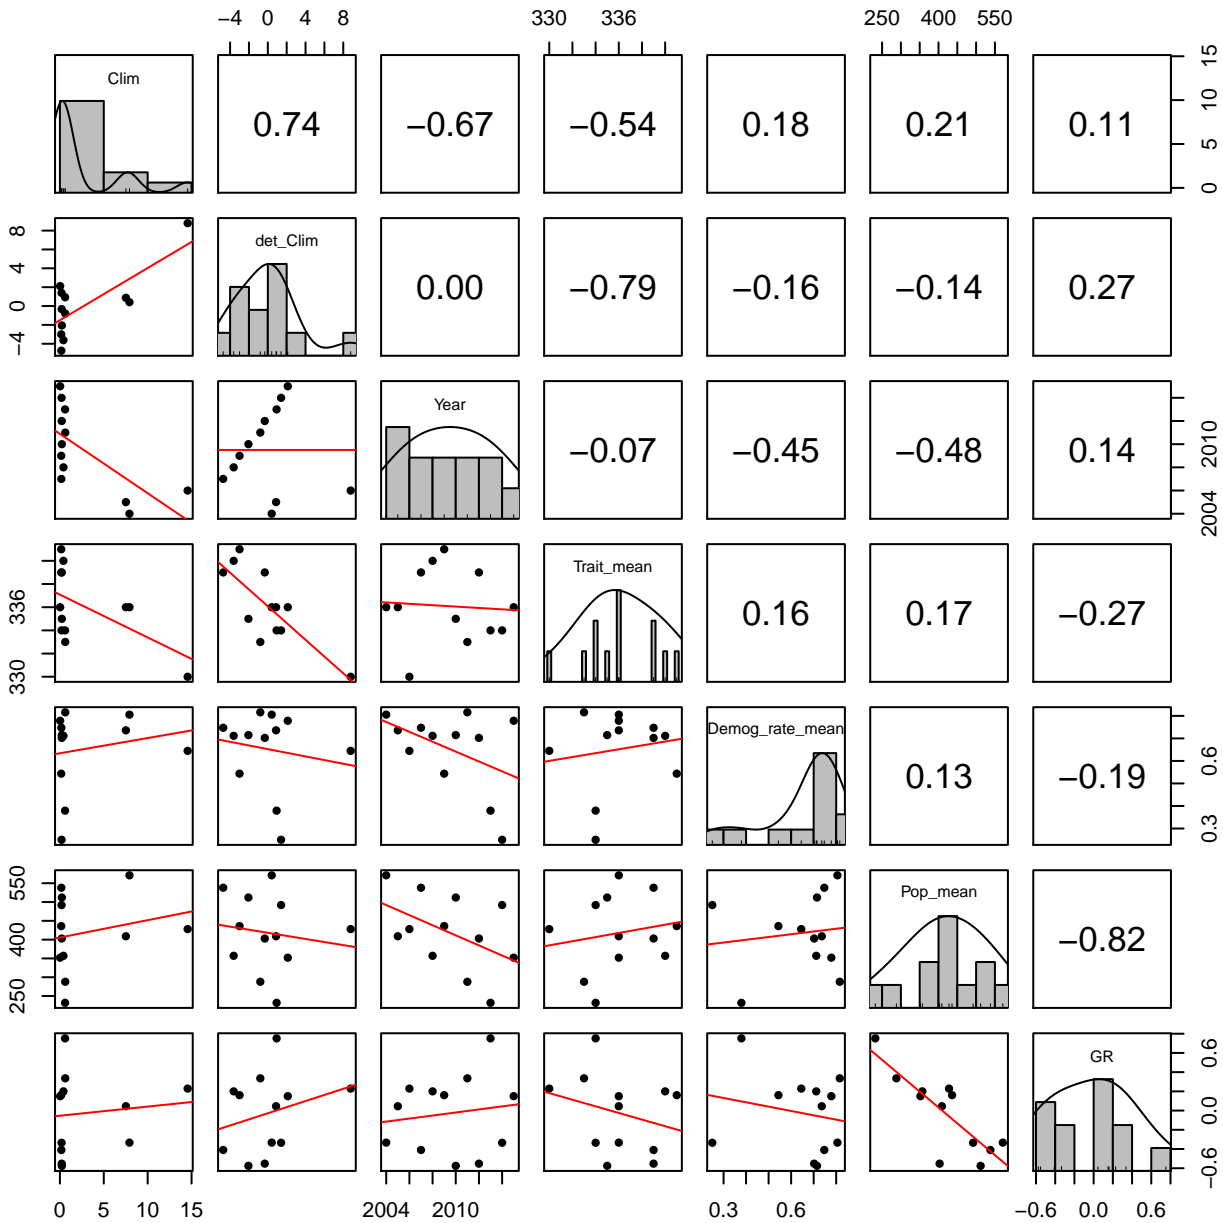 −4 0 4 8 330 336 250 400 550
Clim 0.74 −0.67 −0.54 0.18 0.21 0.11 0 5 10 15
−4 0 4 8 det_Clim 0.00 −0.79 −0.16 −0.14 0.27
Year −0.07 −0.45 −0.48 0.14 2004 2010
330 336 Trait_mean 0.16 0.17 −0.27
Demog_rate_mean 0.13 −0.19 0.3 0.6
250 400 550 Pop_mean −0.82
GR −0.6 0.0 0.6
0 5 10 15 2004 2010 0.3 0.6 −0.6 0.0 0.6